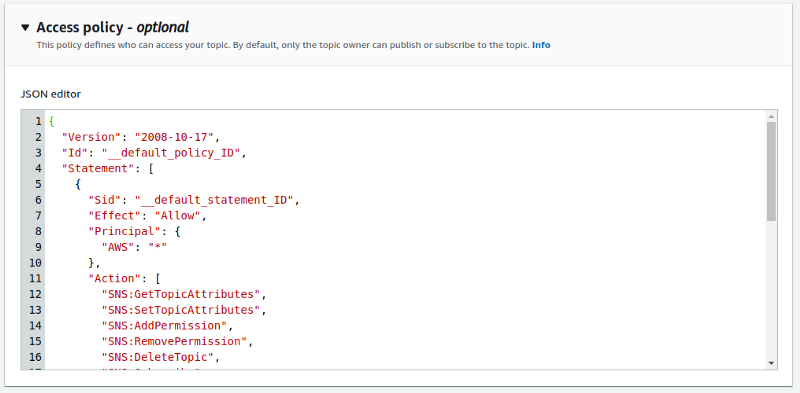 Access policy - optional
This policy defines who can access your topic. By default, only the topic owner can publish or subscribe to the topic. Info
JSON editor
1 {
2 "Version": "2008-10-17",
3 "Id": "__default_policy_ID",
4 "Statement": [
5 {
6 "Sid": "__default_statement_ID",
7 "Effect": "Allow",
8 "Principal": {
9 "AWS": "*"
10 },
11 "Action": [
12 "SNS:GetTopicAttributes",
13 "SNS:SetTopicAttributes",
14 "SNS:AddPermission",
15 "SNS:RemovePermission",
16 "SNS:DeleteTopic",